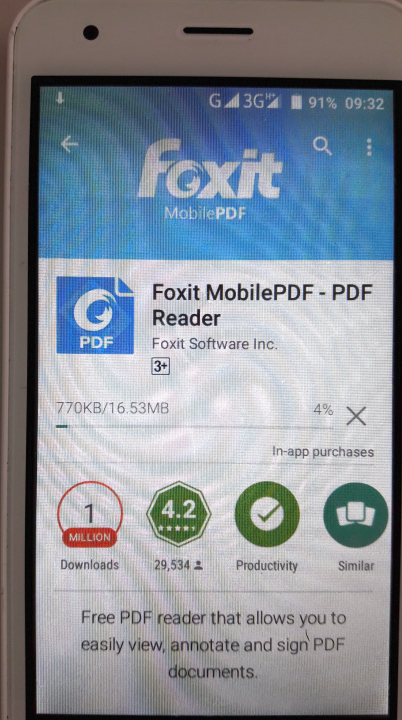 G 3G H+ 91% 09:32
foxit
MobilePDF
PDF
Foxit MobilePDF - PDF
Reader
Foxit Software Inc.
3+
770KB/16.53MB 4%
In-app purchases
1
MILLION
4.2
Downloads 29,534 Productivity Similar
Free PDF reader that allows you to
easily view, annotate and sign PDF
documents.